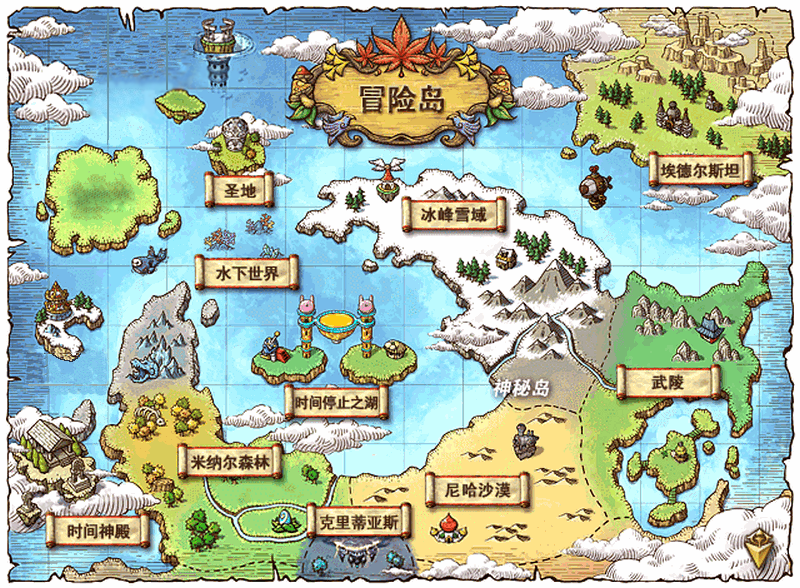 冒险岛
埃德尔斯坦
圣地
冰峰雪域
水下世界
武陵
神秘岛
时间停止之湖
米纳尔森林
尼哈沙漠
克里蒂亚斯
时间神殿